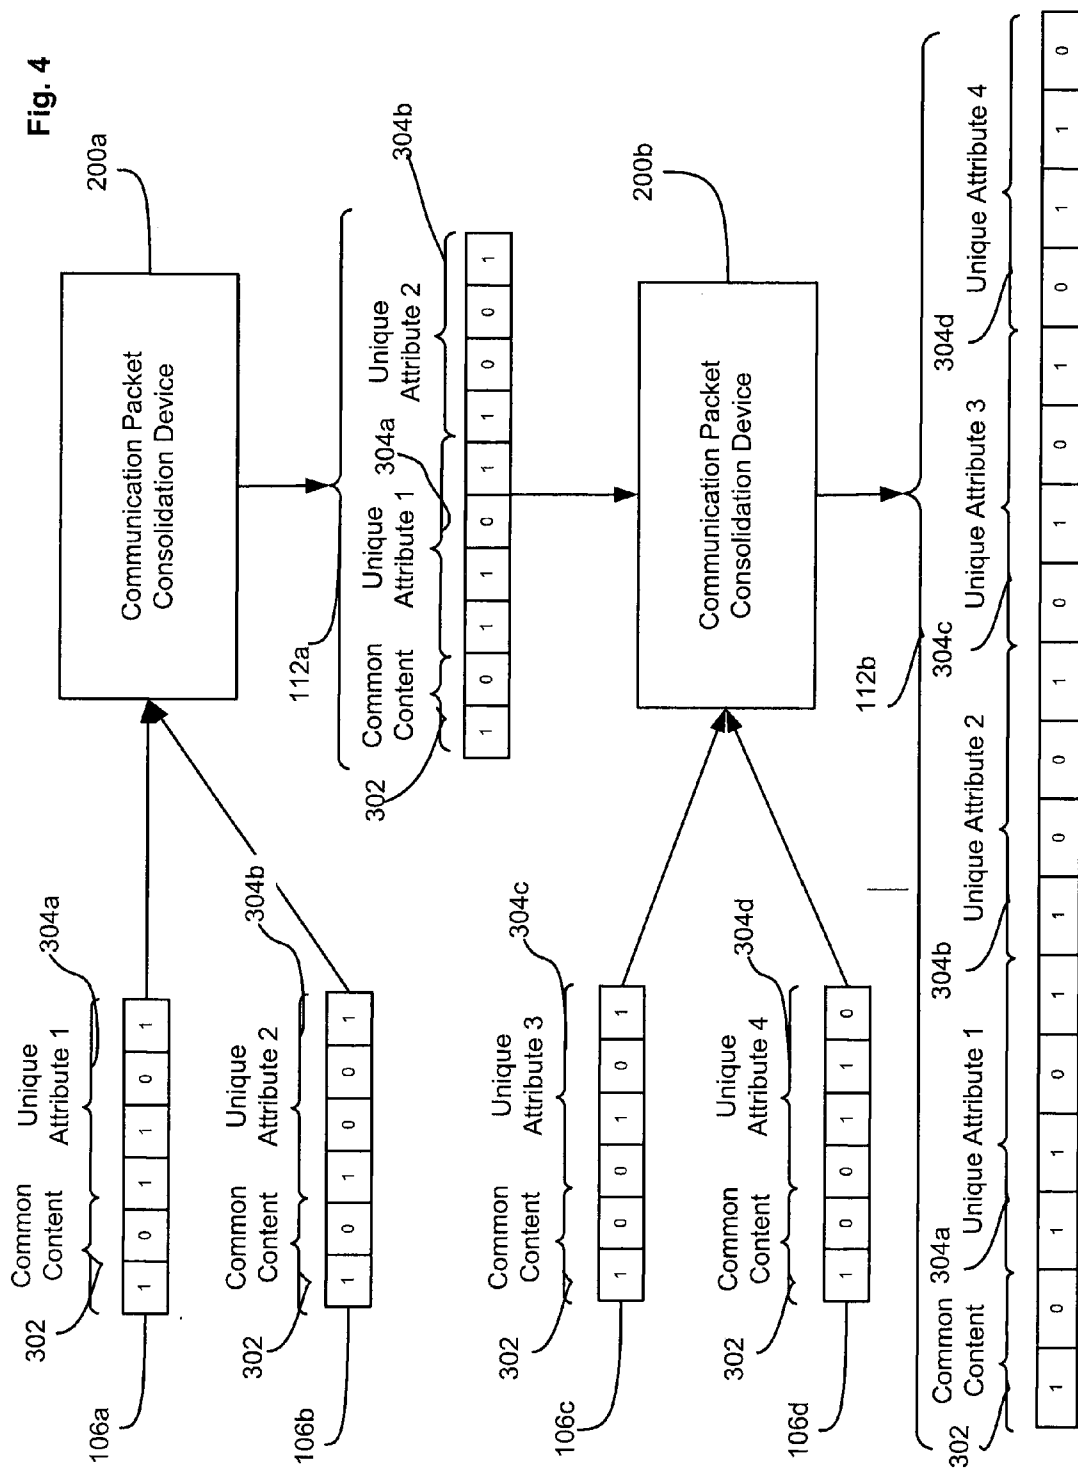 Fig. 4
302
Common
Content
Unique
Attribute 1
304a
106a
1 0 1 1 0 1
302
Common
Content
Unique
Attribute 2
304b
106b
1 0 1 0 0 1
Communication Packet
Consolidation Device
200a
112a
302
Common
Content
Unique
Attribute 1
304a
Unique
Attribute 2
304b
1 0 1 1 0 1 1 0 0 1
302
Common
Content
Unique
Attribute 3
304c
106c
1 0 0 1 0 1
302
Common
Content
Unique
Attribute 4
304d
106d
1 0 0 1 1 0
Communication Packet
Consolidation Device
200b
112b
302
Common
Content
304a
Unique Attribute 1
304b
Unique Attribute 2
304c
Unique Attribute 3
304d
Unique Attribute 4
1 0 1 1 0 1 1 0 0 1 0 1 0 1 0 1 1 0